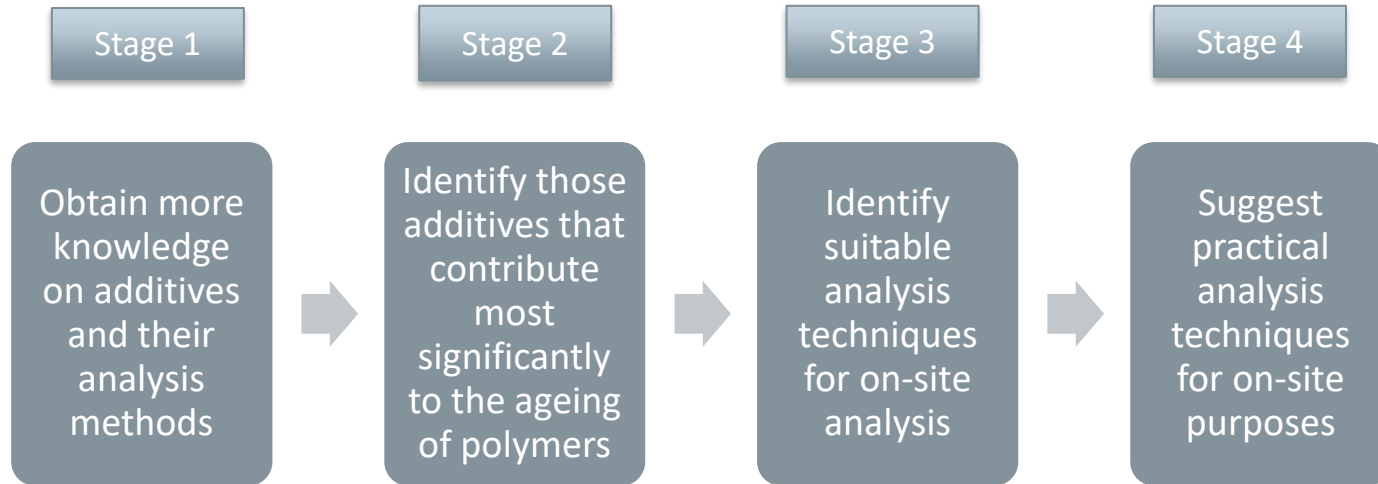 Stage 1
Stage 2
Stage 3
Stage 4
Obtain more
knowledge
on additives
and their
analysis
methods
Identify those
additives that
contribute
most
significantly
to the ageing
of polymers
Identify
suitable
analysis
techniques
for on-site
analysis
Suggest
practical
analysis
techniques
for on-site
purposes